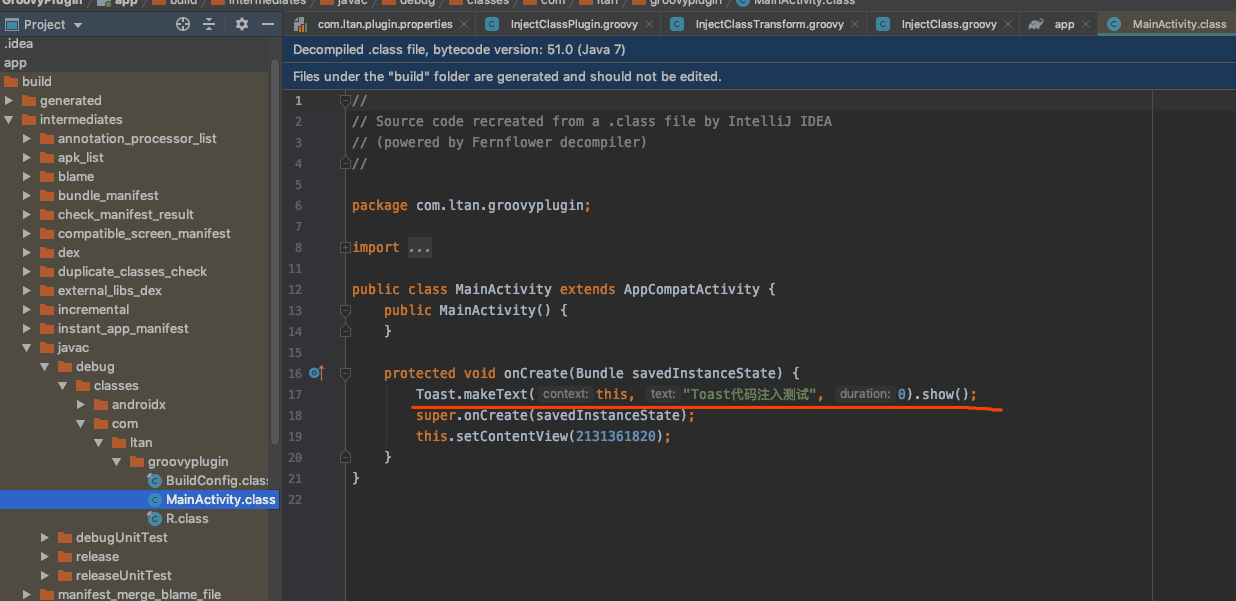 GroovyPlugin app build intermediates javac debug classes com ltan groovyplugin MainActivity.class
Project
com.ltan.plugin.properties
InjectClassPlugin.groovy
InjectClassTransform.groovy
InjectClass.groovy
app
MainActivity.class
.idea
app
build
generated
intermediates
annotation_processor_list
apk_list
blame
bundle_manifest
check_manifest_result
compatible_screen_manifest
dex
duplicate_classes_check
external_libs_dex
incremental
instant_app_manifest
javac
debug
classes
androidx
com
ltan
groovyplugin
BuildConfig.class
MainActivity.class
R.class
debugUnitTest
release
releaseUnitTest
manifest_merge_blame_file
Decompiled .class file, bytecode version: 51.0 (Java 7)
Files under the "build" folder are generated and should not be edited.
1 //
2 // Source code recreated from a .class file by IntelliJ IDEA
3 // (powered by Fernflower decompiler)
4 //
5
6 package com.ltan.groovyplugin;
7
8 import ...
11
12 public class MainActivity extends AppCompatActivity {
13 public MainActivity() {
14 }
15
16 protected void onCreate(Bundle savedInstanceState) {
17 Toast.makeText( context: this, text: "Toast代码注入测试", duration: 0).show();
18 super.onCreate(savedInstanceState);
19 this.setContentView(2131361820);
20 }
21 }
22